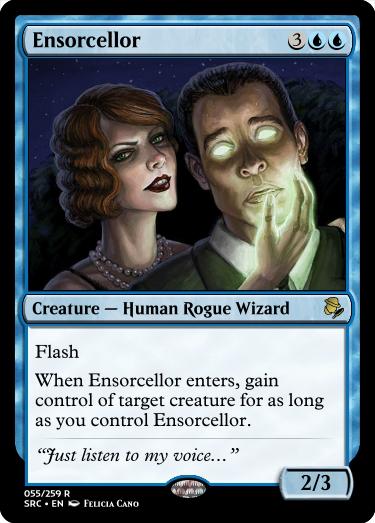 Ensorcellor 3
Creature — Human Rogue Wizard
Flash
When Ensorcellor enters, gain
control of target creature for as long
as you control Ensorcellor.
“Just listen to my voice…”
2/3
055/259 R
SRC • EN Felicia Cano